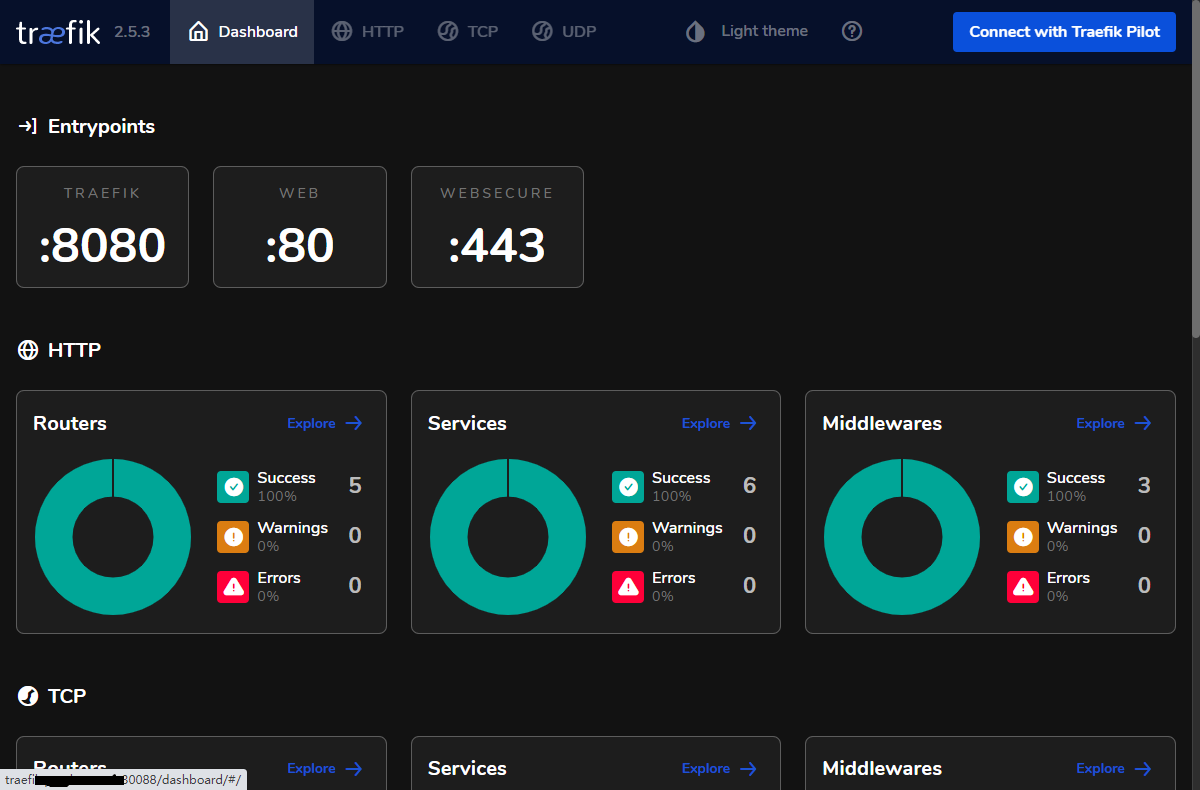 træfik 2.5.3 Dashboard HTTP TCP UDP Light theme Connect with Traefik Pilot
Entrypoints
TRAEFIK WEB WEBSECURE
:8080 :80 :443
HTTP
Routers Explore Services Explore Middlewares Explore
Success 5 Success 6 Success 3
100% 100% 100%
Warnings 0 Warnings 0 Warnings 0
0% 0% 0%
Errors 0 Errors 0 Errors 0
0% 0% 0%
TCP
Routers Explore Services Explore Middlewares Explore
30088/dashboard/#/